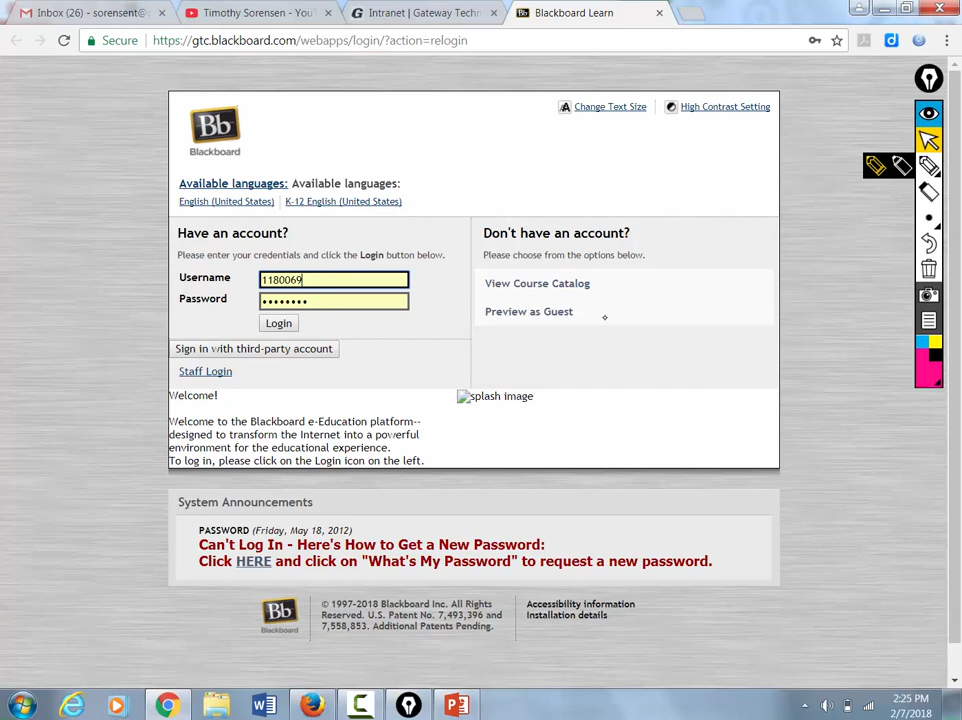 Inbox (26) - sorensent@
Timothy Sorensen - You
Intranet | Gateway Techn
Blackboard Learn
Secure
https://gtc.blackboard.com/webapps/login/?action=relogin
Bb
Blackboard
A Change Text Size
High Contrast Setting
Available languages: Available languages:
English (United States)
K-12 English (United States)
Have an account?
Please enter your credentials and click the Login button below.
Username
1180069
Password
Login
Don't have an account?
Please choose from the options below.
View Course Catalog
Preview as Guest
Sign in with third-party account
Staff Login
Welcome!
splash image
Welcome to the Blackboard e-Education platform--
designed to transform the Internet into a powerful
environment for the educational experience.
To log in, please click on the Login icon on the left.
System Announcements
PASSWORD (Friday, May 18, 2012)
Can't Log In - Here's How to Get a New Password:
Click HERE and click on "What's My Password" to request a new password.
Bb
Blackboard
© 1997-2018 Blackboard Inc. All Rights
Reserved. U.S. Patent No. 7,493,396 and
7,558,853. Additional Patents Pending.
Accessibility information
Installation details
2:25 PM
2/7/2018